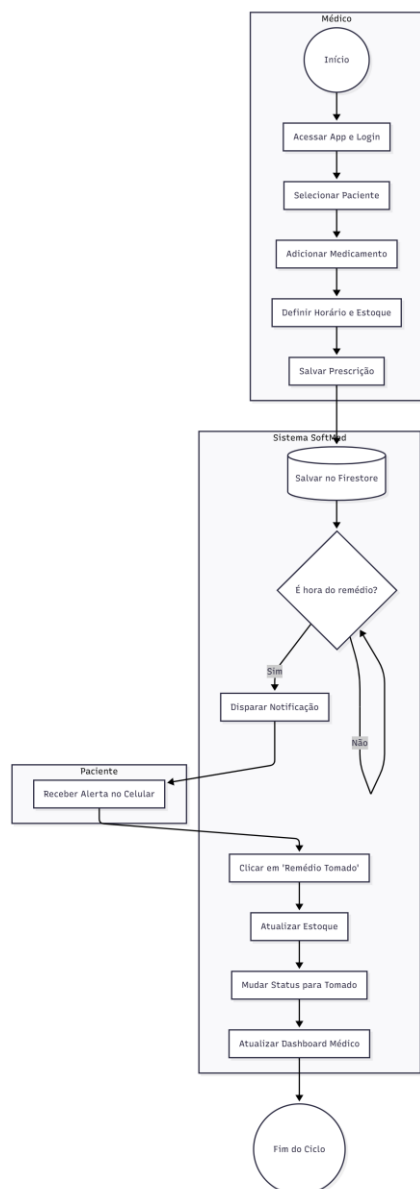 Médico
Início
Acessar App e Login
Selecionar Paciente
Adicionar Medicamento
Definir Horário e Estoque
Salvar Prescrição
Sistema SoftMed
Salvar no Firestore
É hora do remédio?
Sim
Disparar Notificação
Não
Paciente
Receber Alerta no Celular
Clicar em 'Remédio Tomado'
Atualizar Estoque
Mudar Status para Tomado
Atualizar Dashboard Médico
Fim do Ciclo